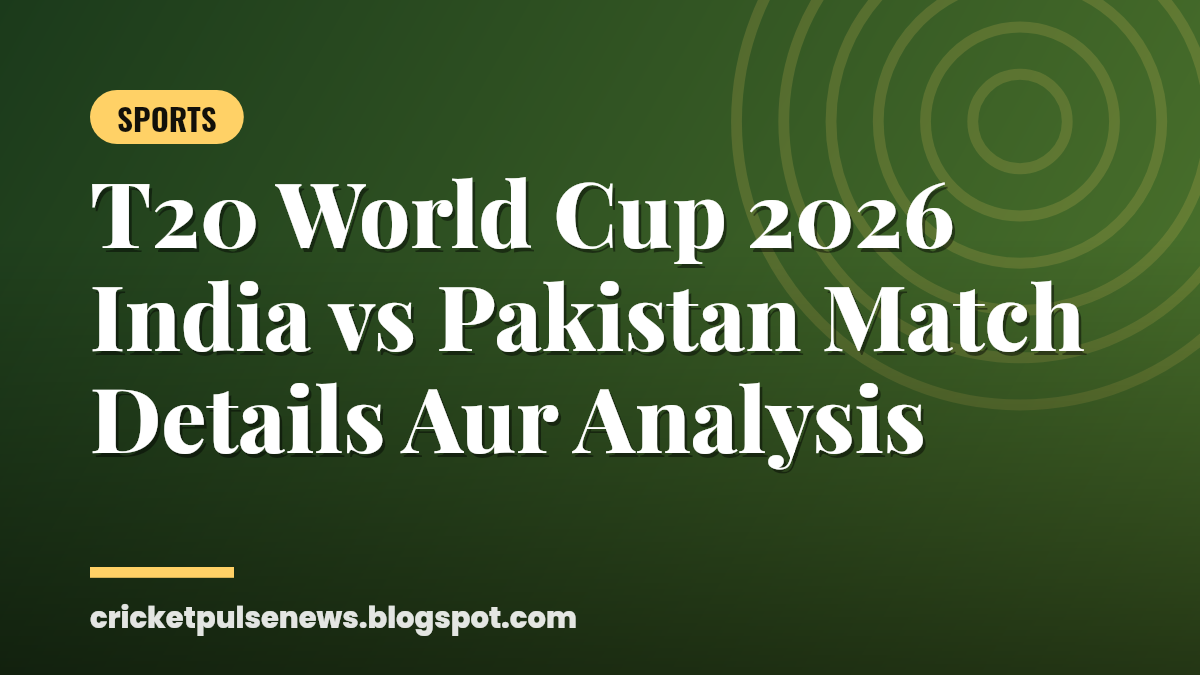 SPORTS
T20 World Cup 2026
India vs Pakistan Match
Details Aur Analysis
cricketpulsenews.blogspot.com